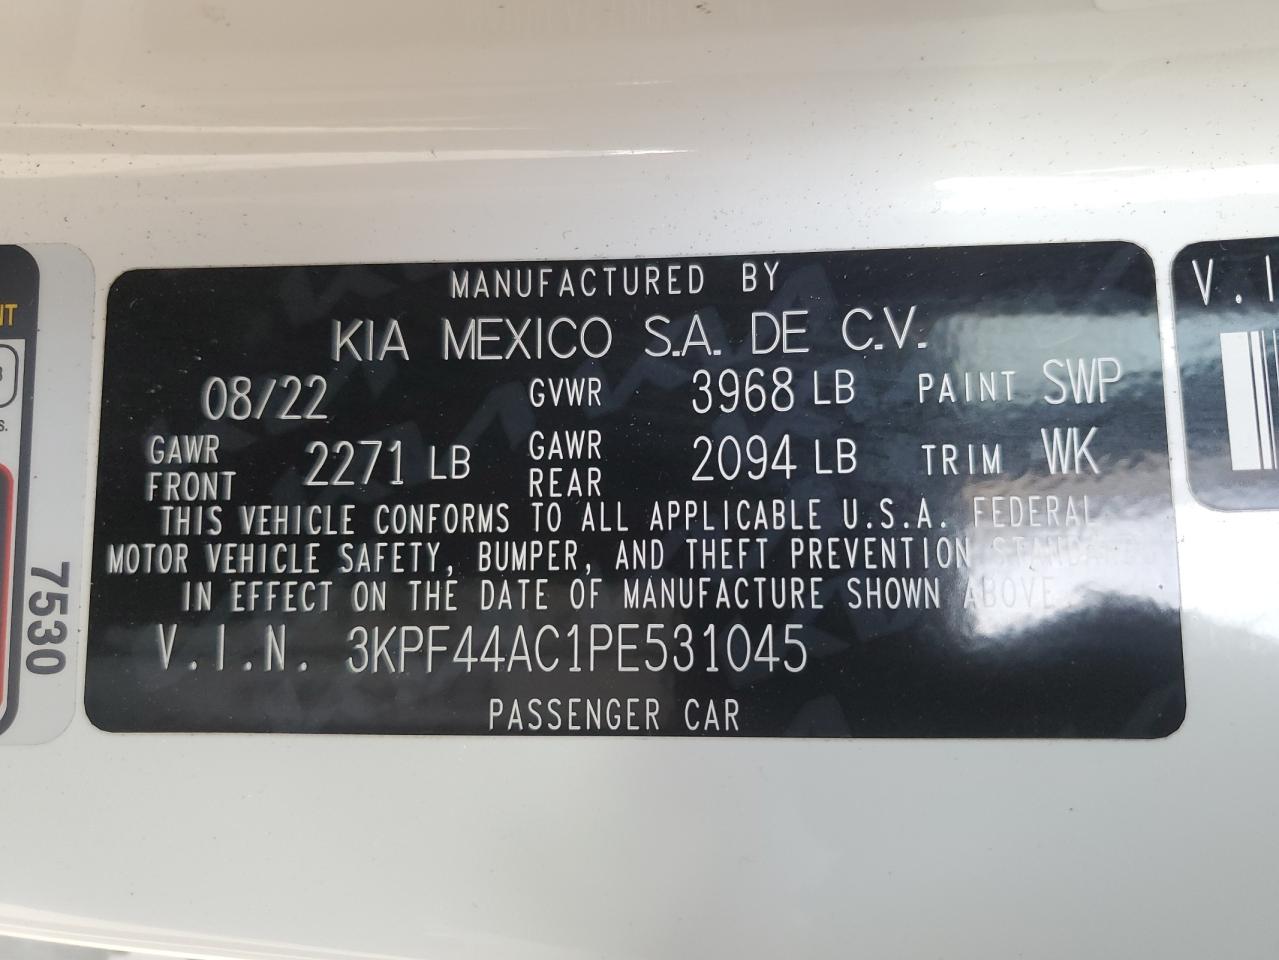 MANUFACTURED BY
KIA MEXICO S.A. DE C.V.
08/22 GVWR 3968 LB PAINT SWP
GAWR FRONT 2271 LB GAWR REAR 2094 LB TRIM WK
THIS VEHICLE CONFORMS TO ALL APPLICABLE U.S.A. FEDERAL
MOTOR VEHICLE SAFETY, BUMPER, AND THEFT PREVENTION STANDARDS
IN EFFECT ON THE DATE OF MANUFACTURE SHOWN ABOVE.
V.I.N. 3KPF44AC1PE531045
PASSENGER CAR
7530
V.I